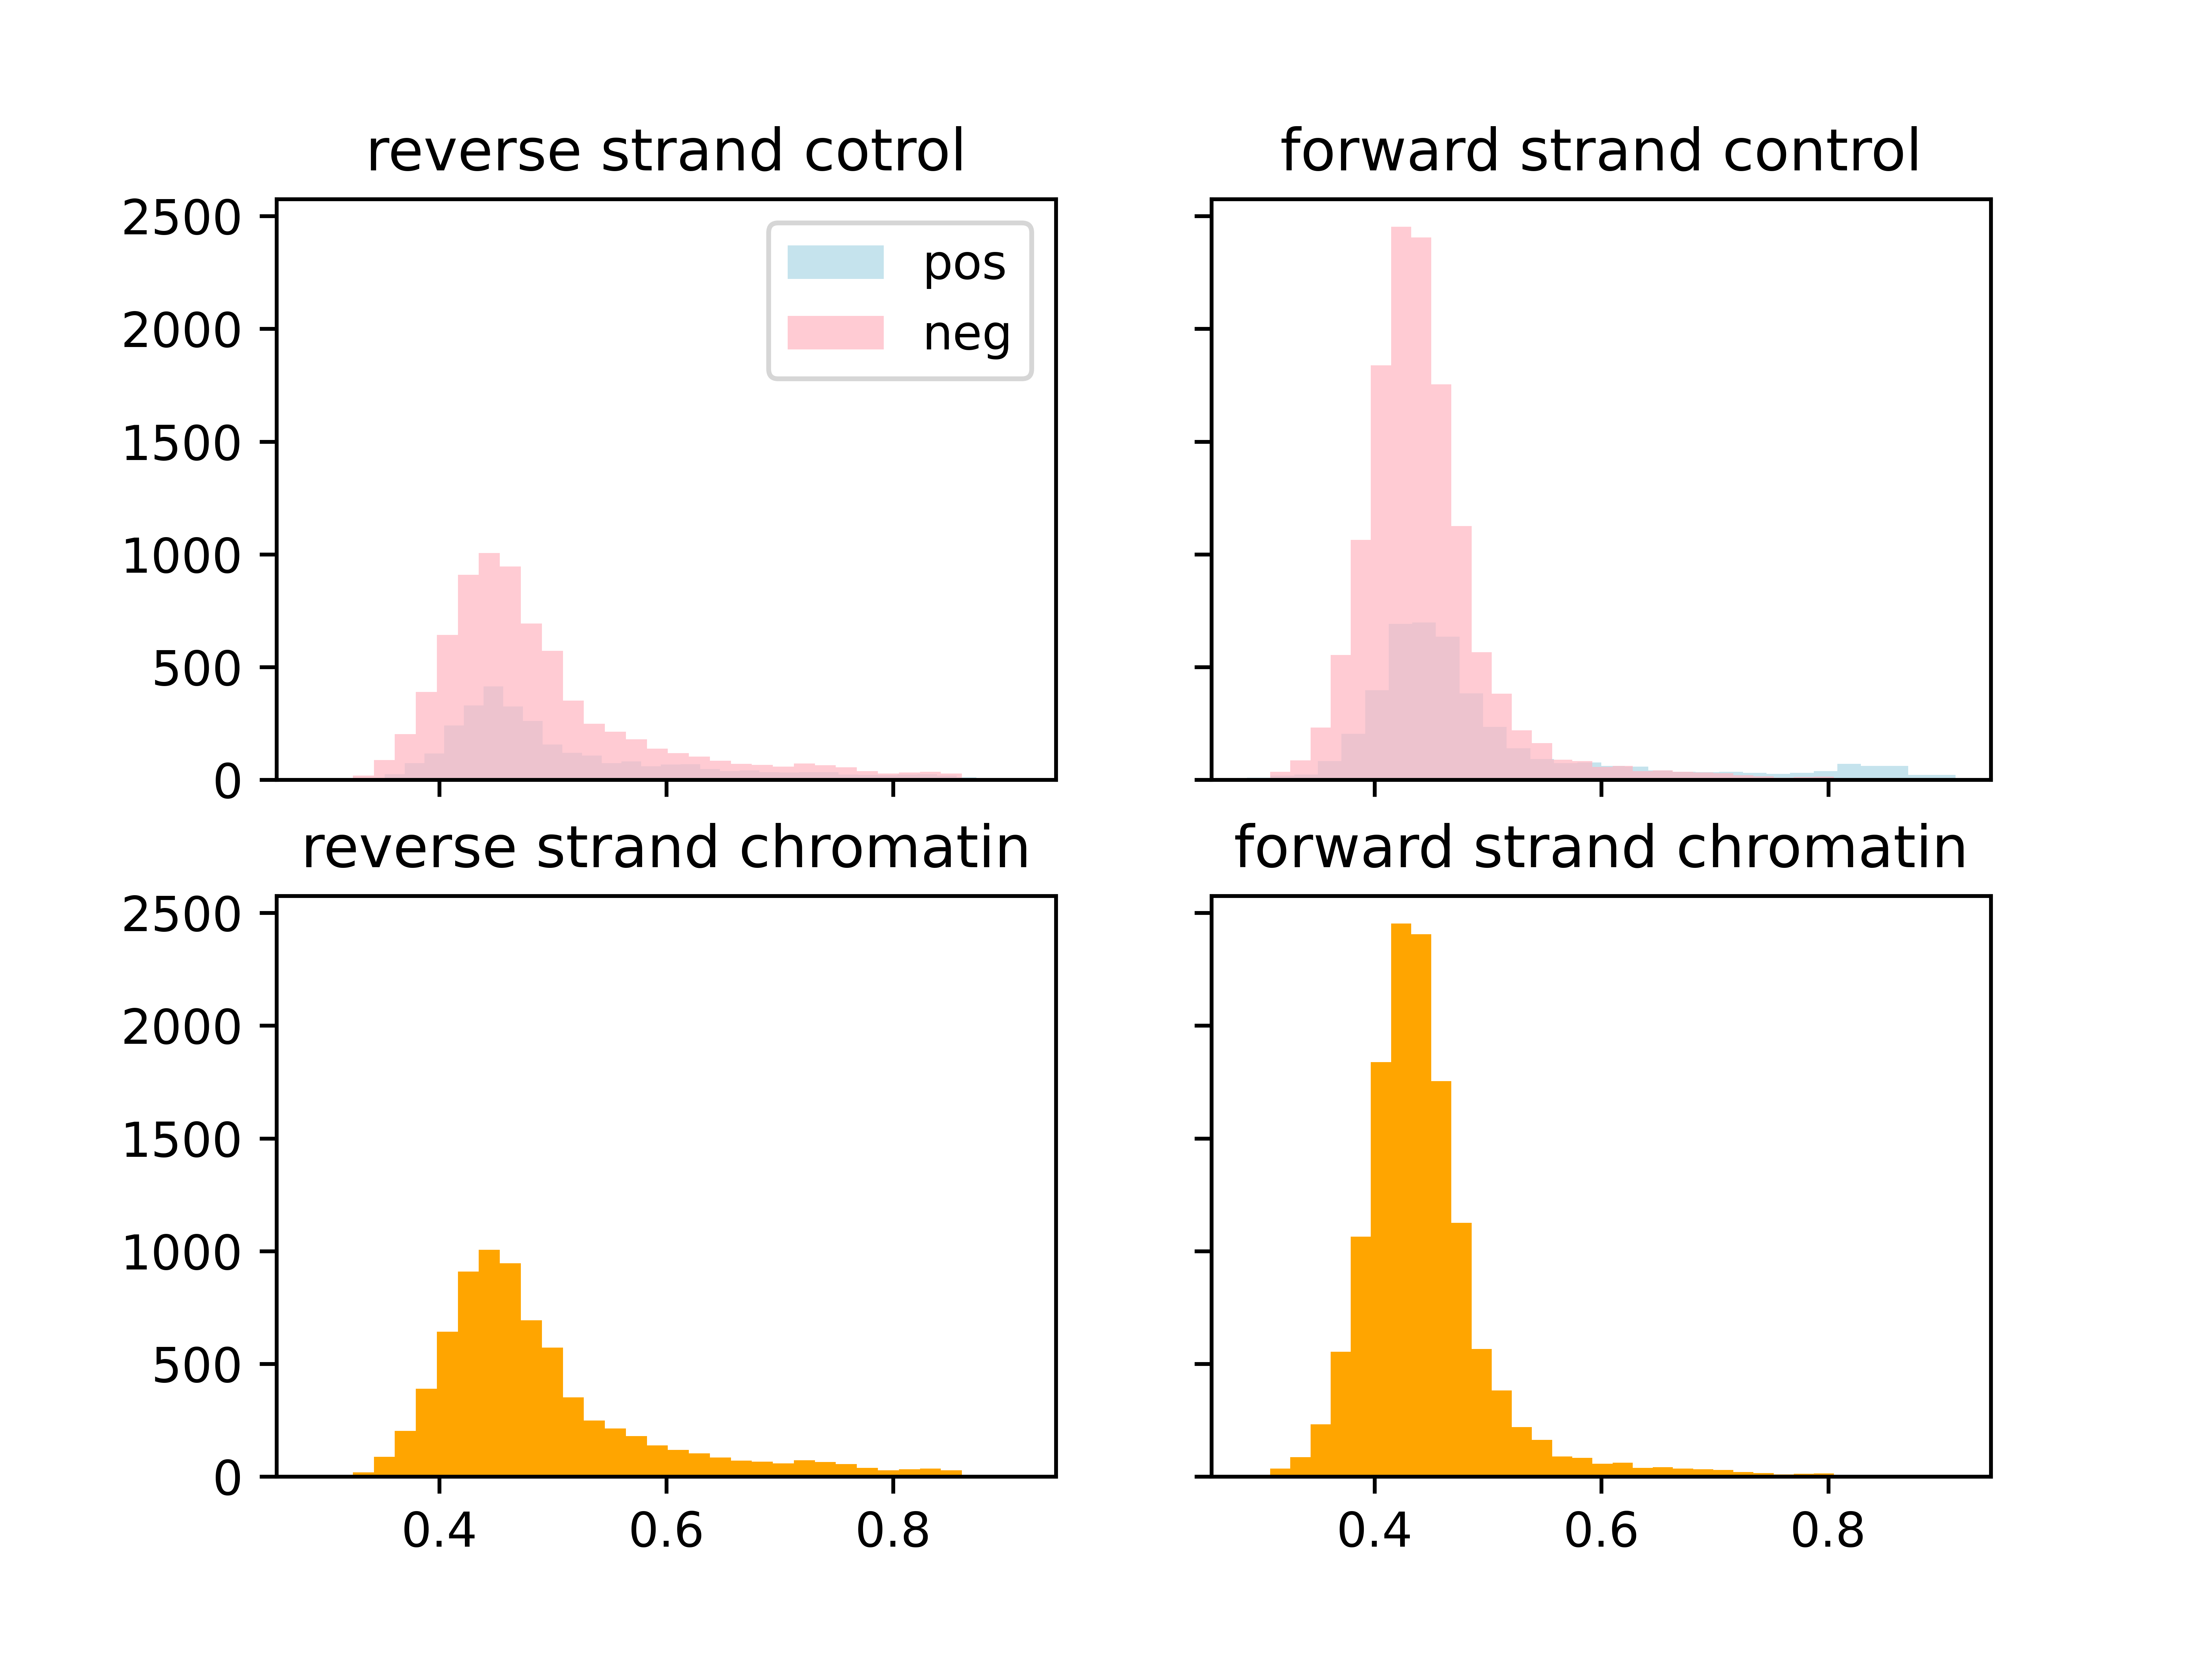 reverse strand cotrol
forward strand control
2500
2000
1500
1000
500
0
pos
neg
reverse strand chromatin
forward strand chromatin
2500
2000
1500
1000
500
0
0.4 0.6 0.8
0.4 0.6 0.8